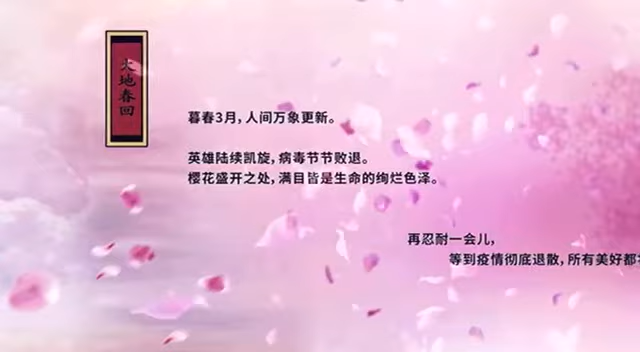 大地春回
暮春3月，人间万象更新。
英雄陆续凯旋，病毒节节败退。
樱花盛开之处，满目皆是生命的绚烂色泽。
再忍耐一会儿，
等到疫情彻底退散，所有美好都